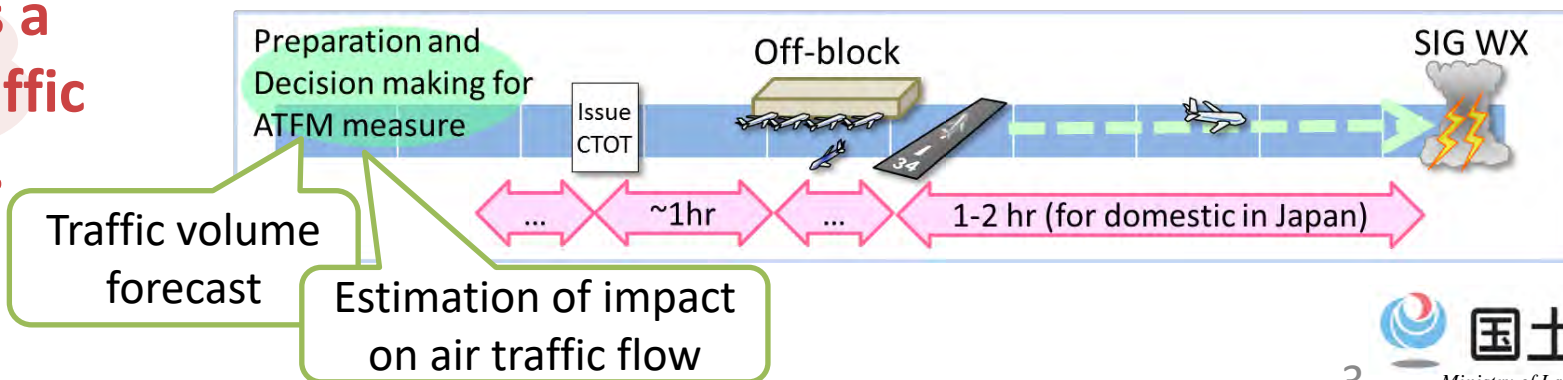 s a
ffic
Preparation and
Decision making for
ATFM measure
Issue
CTOT
Off-block
34
SIG WX
...
~1hr
...
1-2 hr (for domestic in Japan)
Traffic volume
forecast
Estimation of impact
on air traffic flow
3
国土